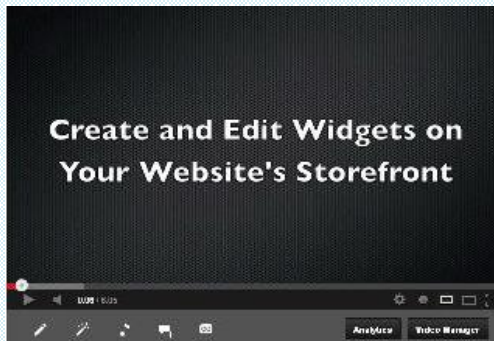 Create and Edit Widgets on
Your Website's Storefront
Analytics
Video Manager